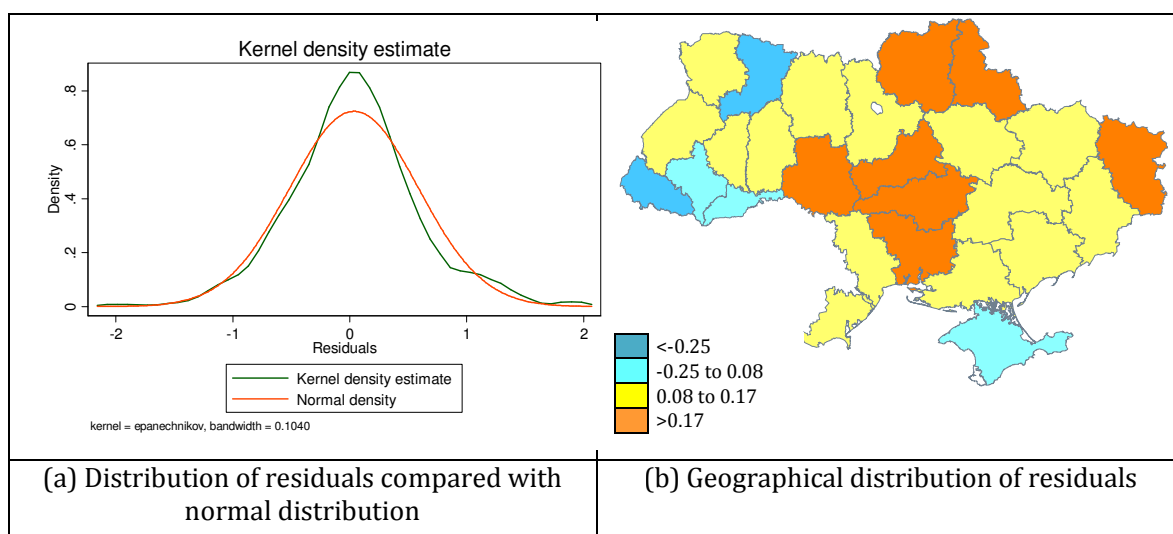 Kernel density estimate
.8
.6
.4
.2
0
Density
-2
-1
0
1
2
Residuals
Kernel density estimate
Normal density
kernel = epanechnikov, bandwidth = 0.1040
<-0.25
-0.25 to 0.08
0.08 to 0.17
>0.17
(a) Distribution of residuals compared with
normal distribution
(b) Geographical distribution of residuals